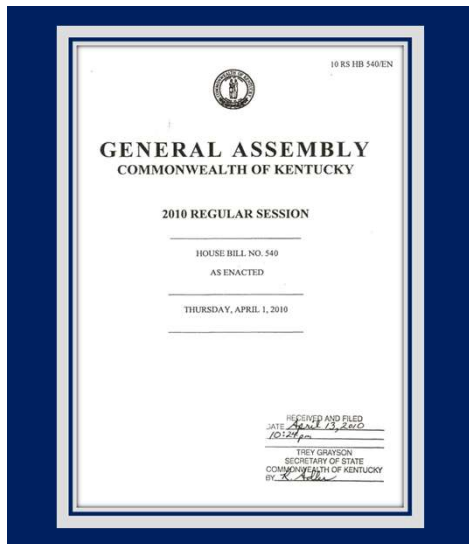 10 RS HB 540/EN
GENERAL ASSEMBLY
COMMONWEALTH OF KENTUCKY
2010 REGULAR SESSION
HOUSE BILL NO. 540
AS ENACTED
THURSDAY, APRIL 1, 2010
RECEIVED AND FILED
DATE April 13, 2010
10:24pm
TREY GRAYSON
SECRETARY OF STATE
COMMONWEALTH OF KENTUCKY
BY K. Adler